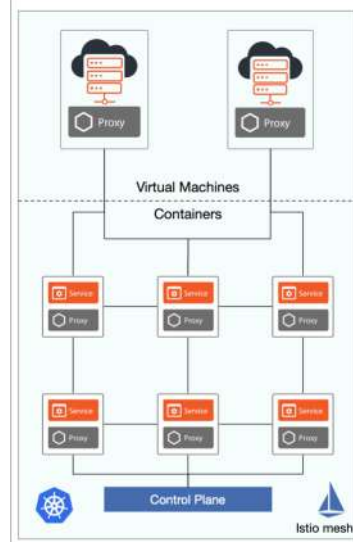 Proxy Proxy
Virtual Machines
Containers
Service Service Service
Proxy Proxy Proxy
Service Service Service
Proxy Proxy Proxy
Control Plane
Istio mesh